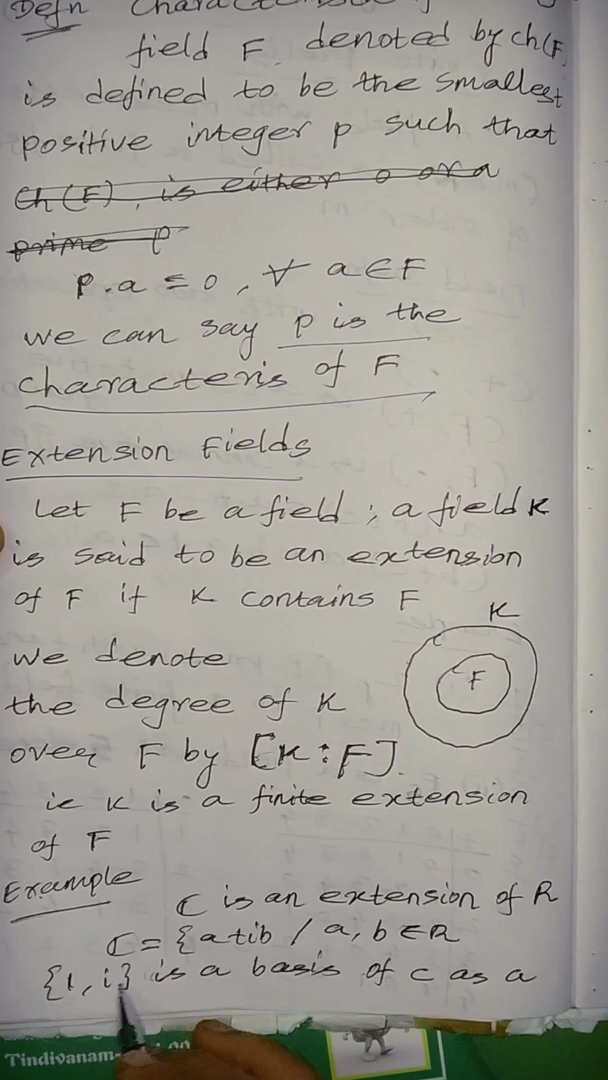 Defn
field F denoted by ch(F
is defined to be the smallest
positive integer p such that
Ch(F), is either 0 or a
prime p
p.a = 0, ∀ a∈F
we can say p is the
characteris of F
Extension Fields
Let F be a field; a field K
is said to be an extension
of F if K contains F
K
F
we denote
the degree of K
over F by [K:F].
ie K is a finite extension
of F
Example
C is an extension of R
C = {a+ib / a, b ∈ R
{1, i} is a basis of C as a
Tindivanam-